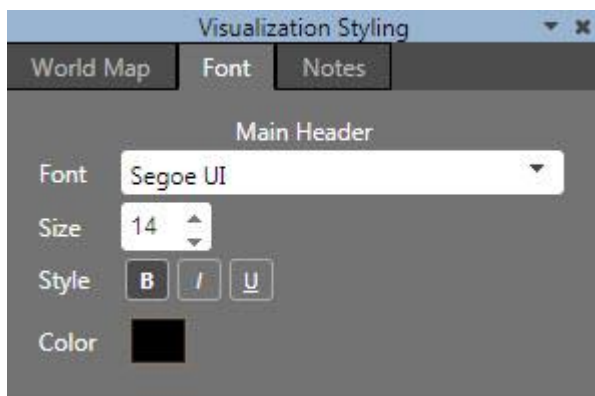 Visualization Styling
World Map Font Notes
Main Header
Font Segoe UI
Size 14
Style B I U
Color